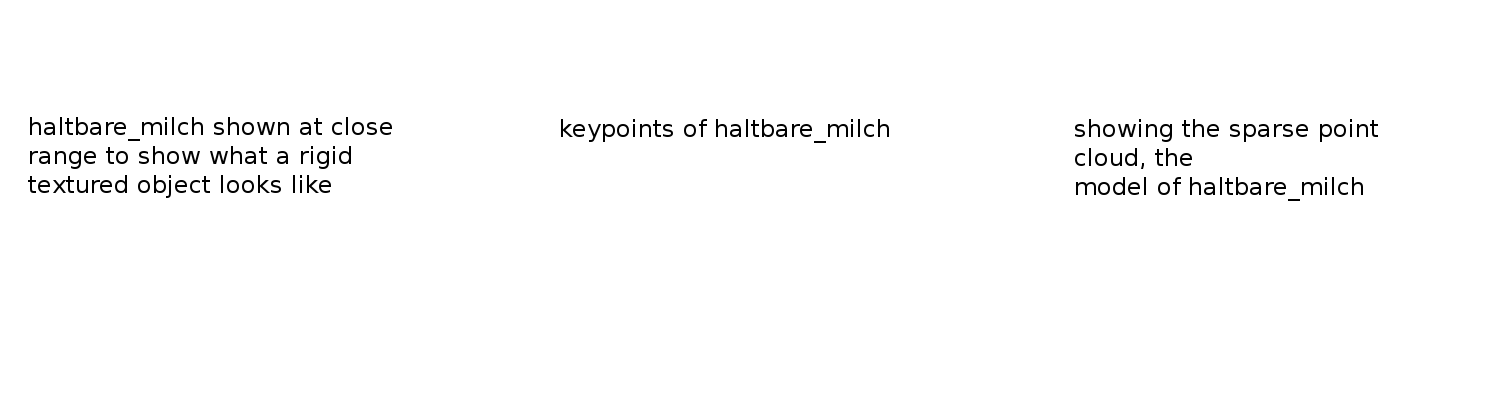 haltbare_milch shown at close
range to show what a rigid
textured object looks like
keypoints of haltbare_milch
showing the sparse point
cloud, the
model of haltbare_milch